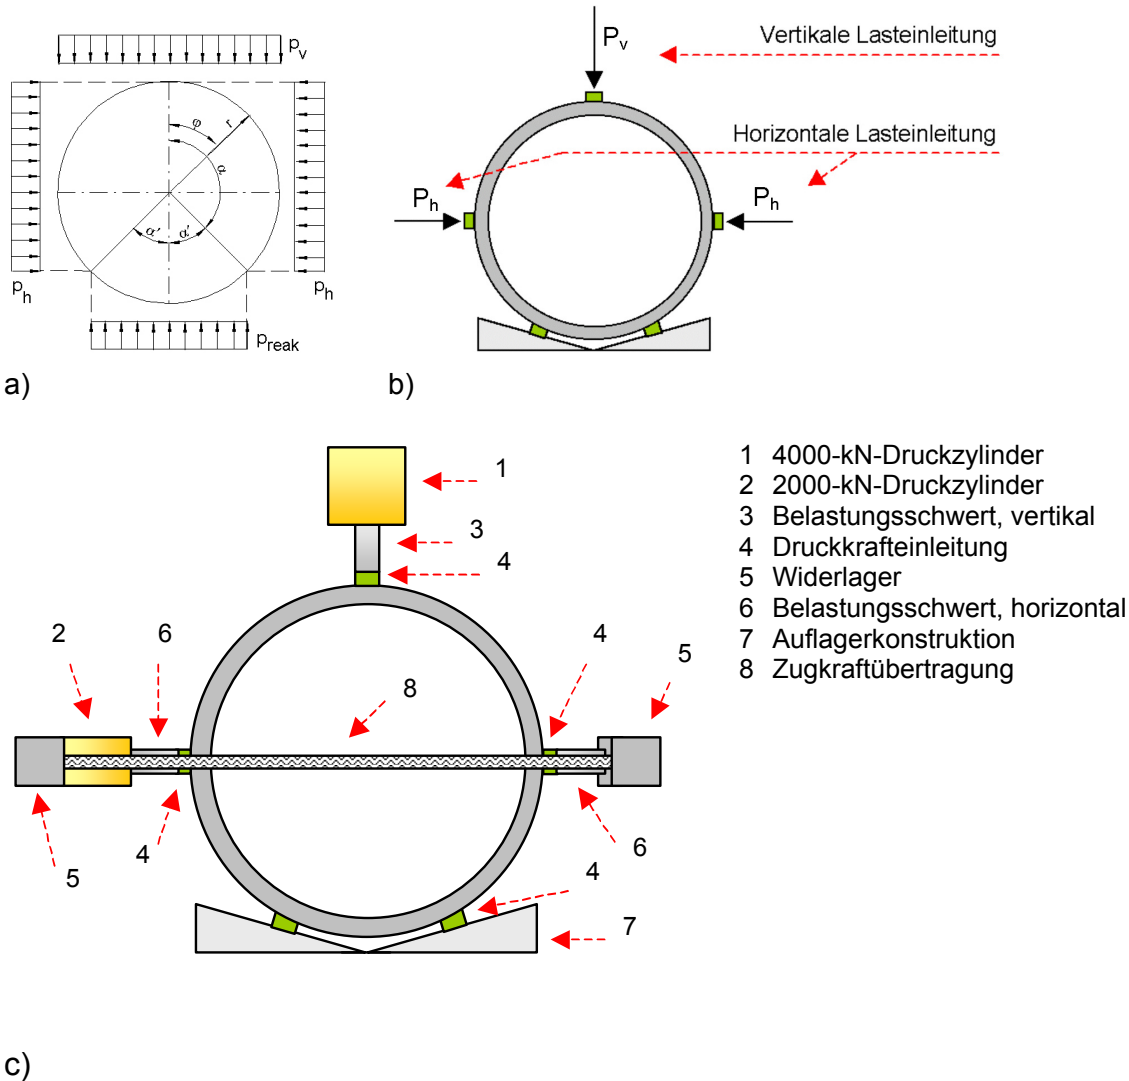 p_v
φ
r
α
α' α'
p_h p_h
p_reak
a)
P_v
Vertikale Lasteinleitung
Horizontale Lasteinleitung
P_h P_h
b)
1 4000-kN-Druckzylinder
2 2000-kN-Druckzylinder
3 Belastungsschwert, vertikal
4 Druckkrafteinleitung
5 Widerlager
6 Belastungsschwert, horizontal
7 Auflagerkonstruktion
8 Zugkraftübertragung
1
3
4
2 6 8 4 5
5 4 4 6
7
c)